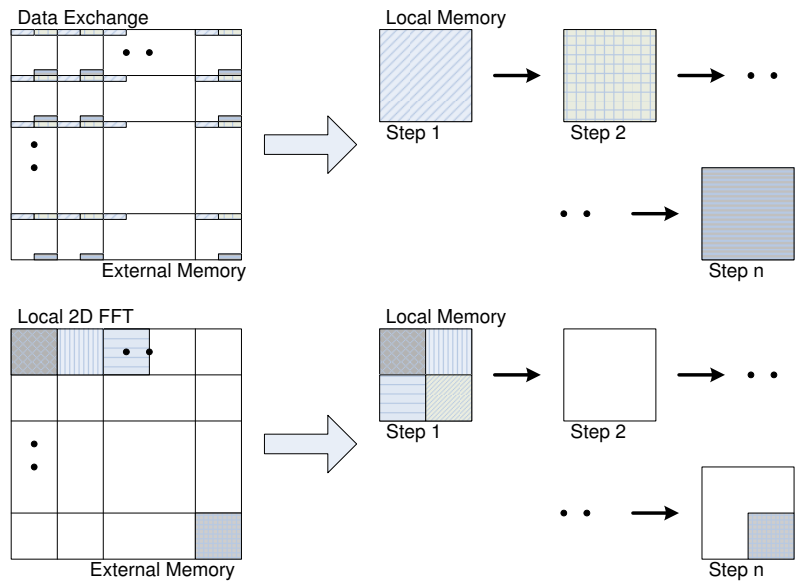 Data Exchange
Local Memory
Step 1
Step 2
External Memory
Step n
Local 2D FFT
Local Memory
Step 1
Step 2
External Memory
Step n